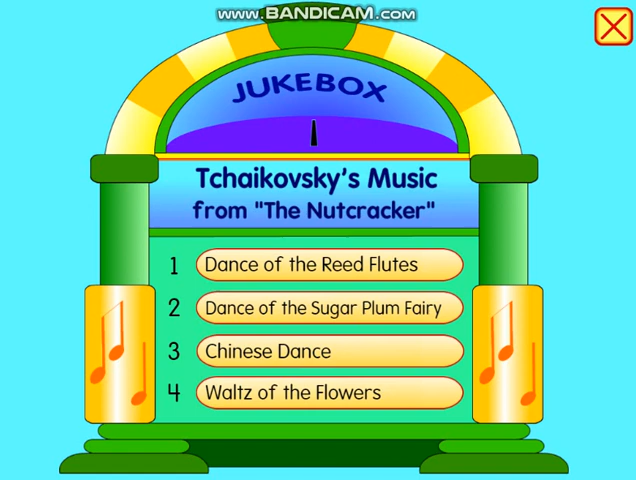 www.BANDICAM.com
JUKEBOX
Tchaikovsky's Music
from "The Nutcracker"
1 Dance of the Reed Flutes
2 Dance of the Sugar Plum Fairy
3 Chinese Dance
4 Waltz of the Flowers